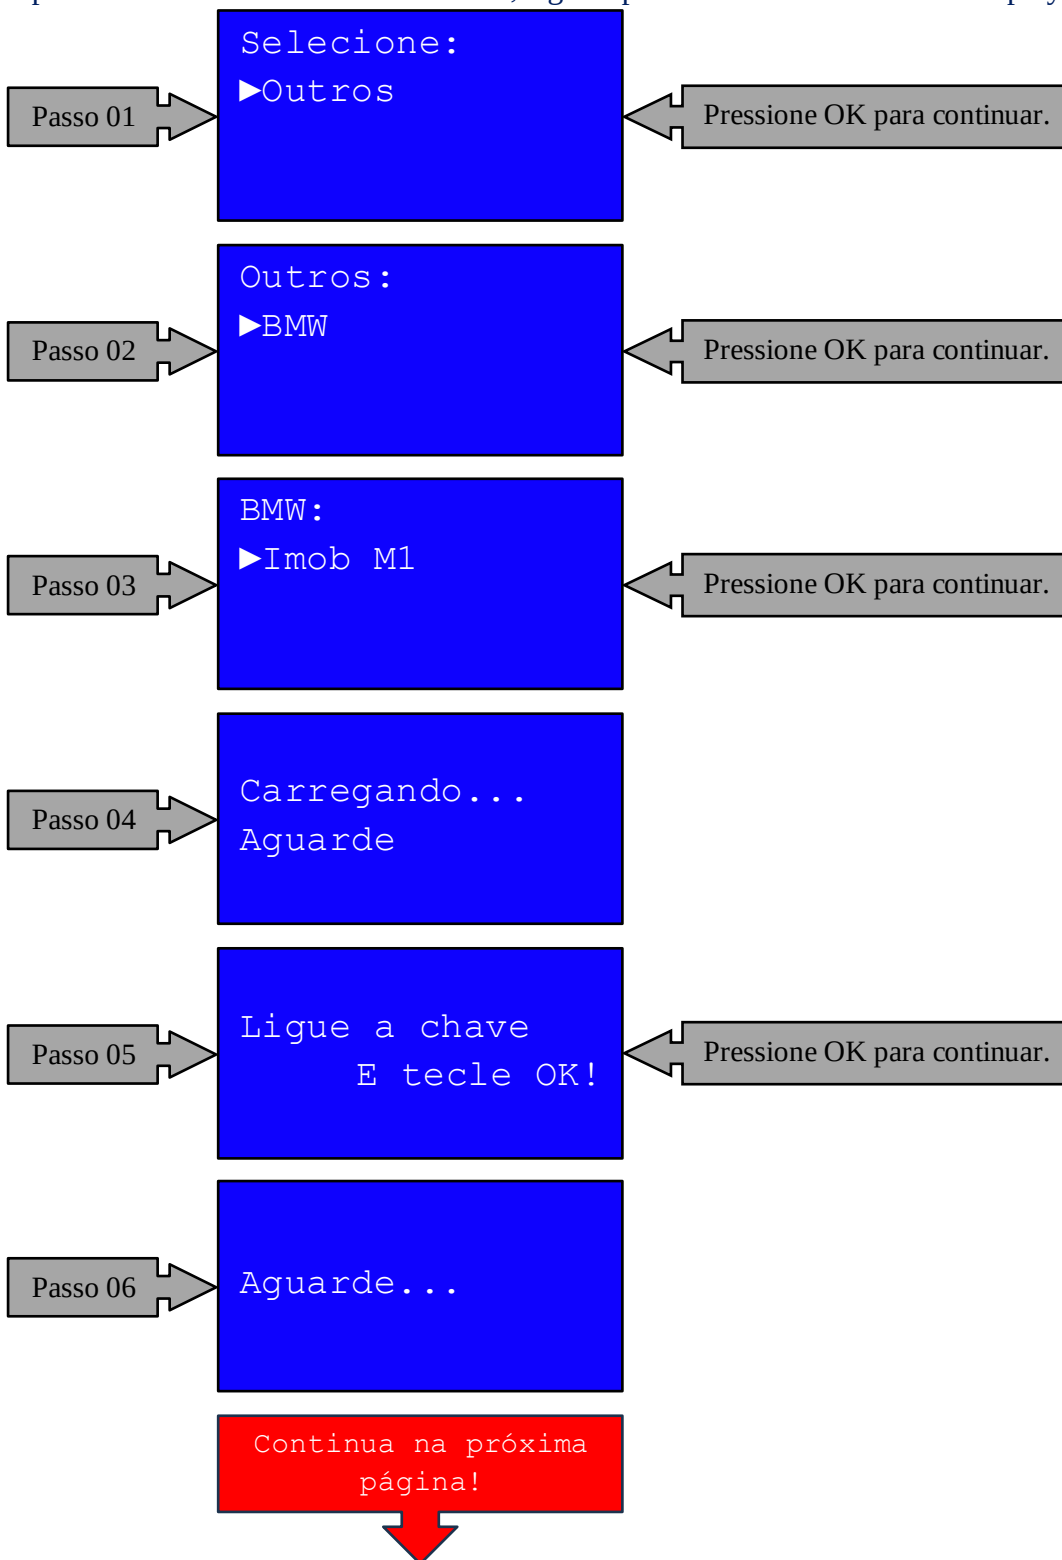 Selecione:
►Outros
Passo 01
Pressione OK para continuar.
Outros:
►BMW
Passo 02
Pressione OK para continuar.
BMW:
►Imob M1
Passo 03
Pressione OK para continuar.
Carregando...
Aguarde
Passo 04
Ligue a chave
E tecle OK!
Passo 05
Pressione OK para continuar.
Aguarde...
Passo 06
Continua na próxima
página!